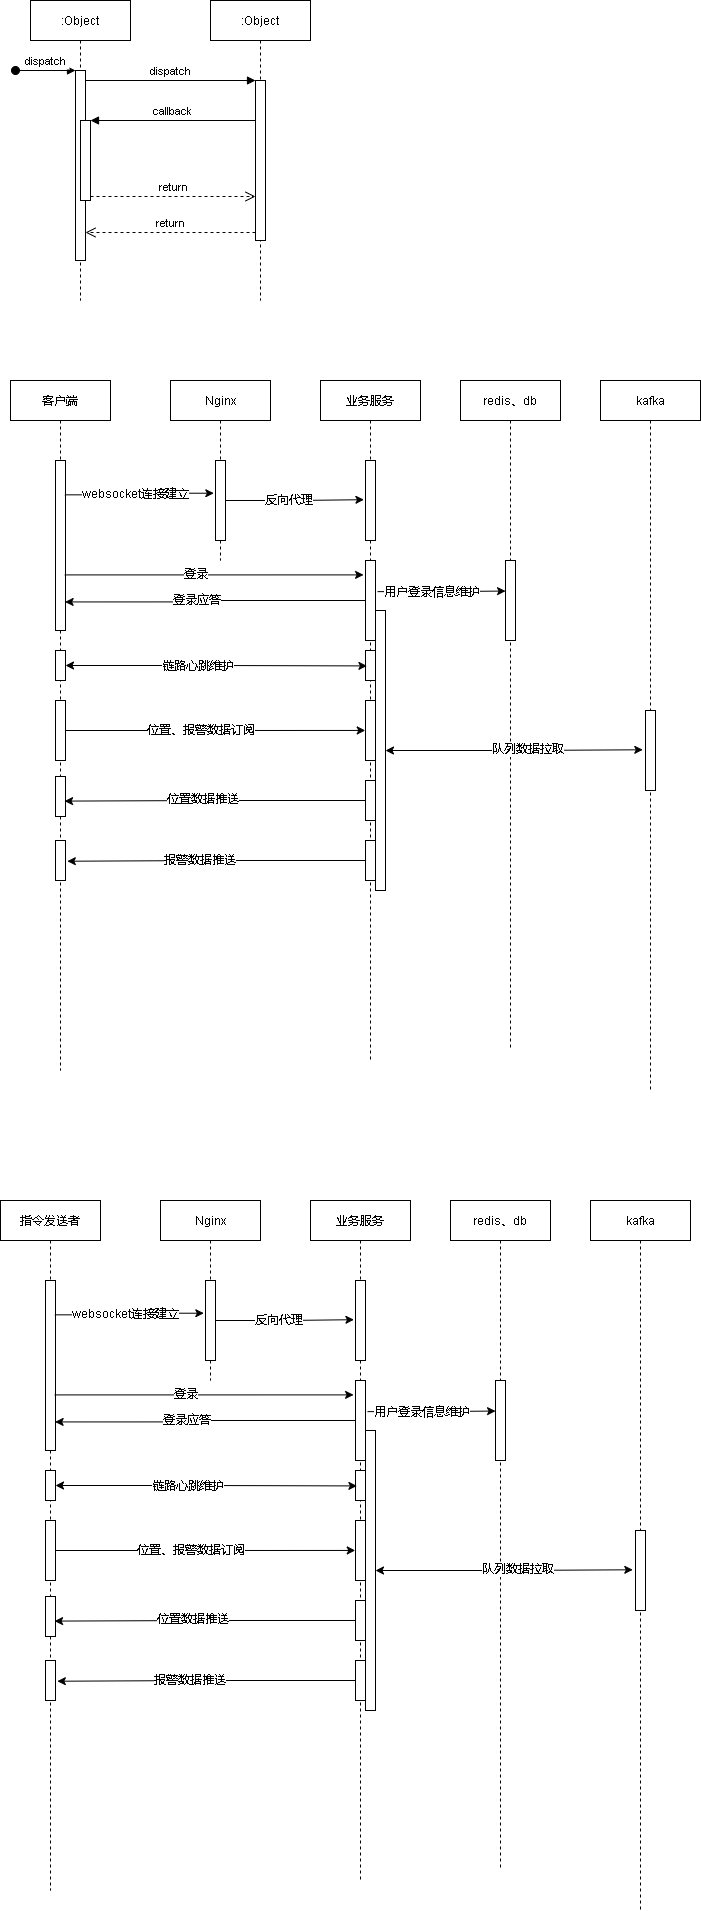 :Object
:Object
dispatch
dispatch
callback
return
return
客户端
Nginx
业务服务
redis、db
kafka
websocket连接建立
反向代理
登录
用户登录信息维护
登录应答
链路心跳维护
位置、报警数据订阅
队列数据拉取
位置数据推送
报警数据推送
指令发送者
Nginx
业务服务
redis、db
kafka
websocket连接建立
反向代理
登录
用户登录信息维护
登录应答
链路心跳维护
位置、报警数据订阅
队列数据拉取
位置数据推送
报警数据推送